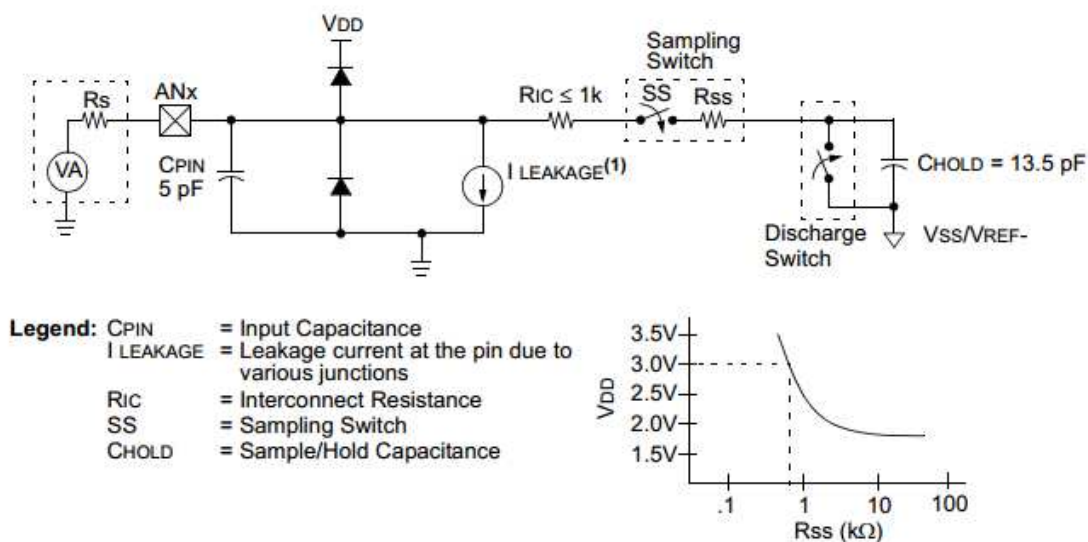 VDD
Sampling
Switch
Rs
ANx
RIC ≤ 1k
SS
Rss
VA
CPIN
5 pF
I LEAKAGE(1)
CHOLD = 13.5 pF
Discharge
Switch
VSS/VREF-
Legend: CPIN = Input Capacitance
I LEAKAGE = Leakage current at the pin due to
various junctions
RIC = Interconnect Resistance
SS = Sampling Switch
CHOLD = Sample/Hold Capacitance
VDD
3.5V
3.0V
2.5V
2.0V
1.5V
.1 1 10 100
Rss (kΩ)